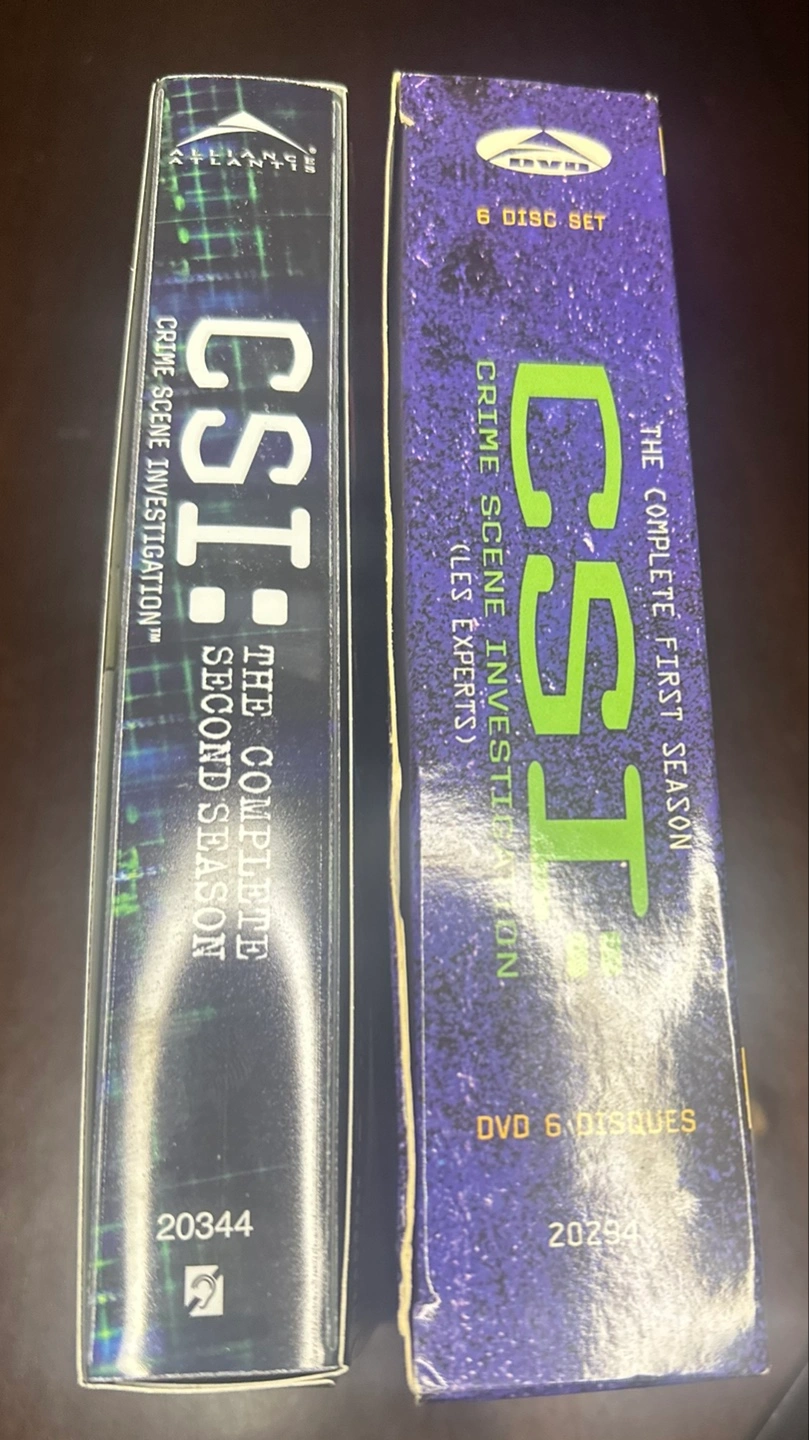 ALLIANCE
ATLANTIS
CSI:
CRIME SCENE INVESTIGATION™
THE COMPLETE
SECOND SEASON
20344
DVD
6 DISC SET
THE COMPLETE FIRST SEASON
CSI:
CRIME SCENE INVESTIGATION
(LES EXPERTS)
DVD 6 DISQUES
20294